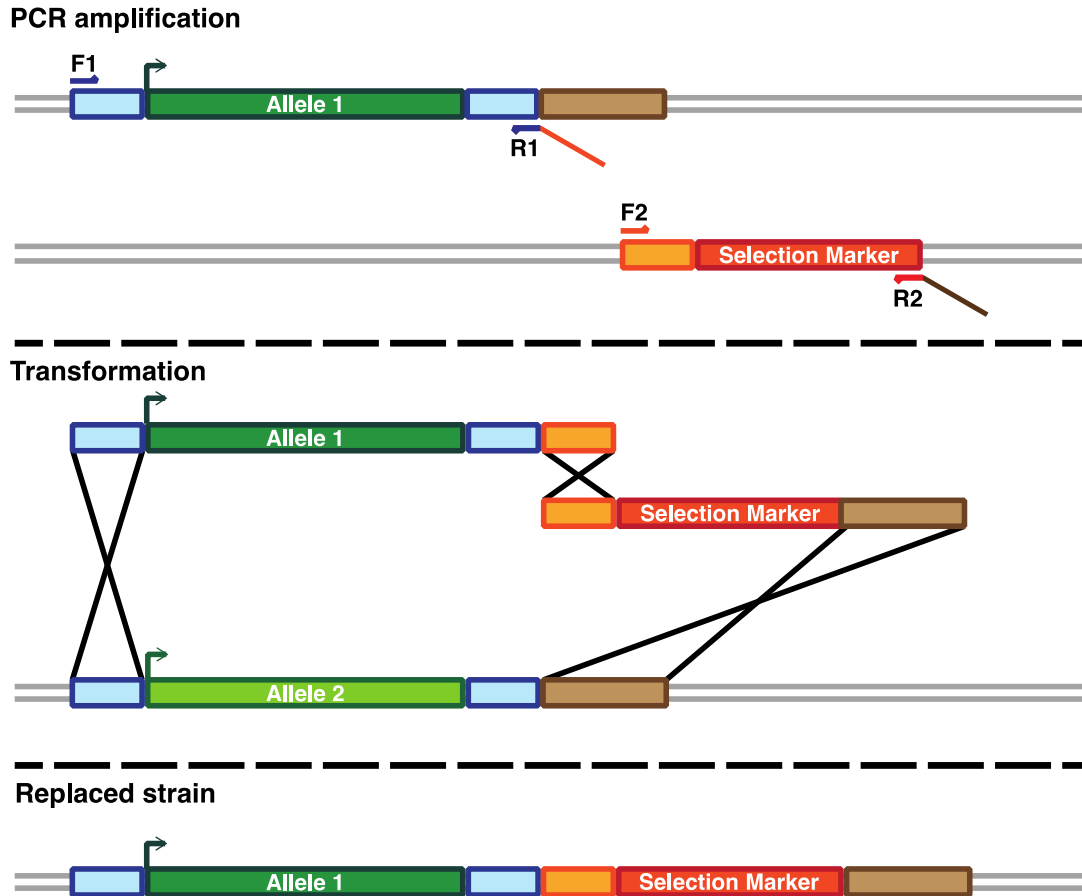 PCR amplification
F1
Allele 1
R1
F2
Selection Marker
R2
Transformation
Allele 1
Selection Marker
Allele 2
Replaced strain
Allele 1
Selection Marker